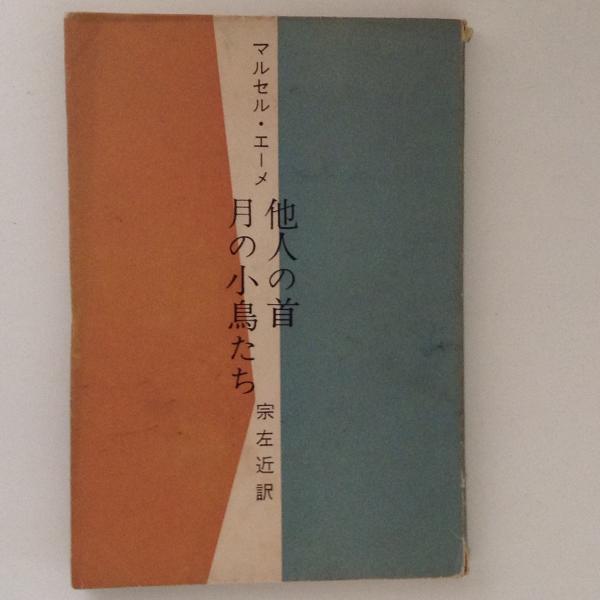 マルセル・エーメ
他人の首
月の小鳥たち
宗左近訳